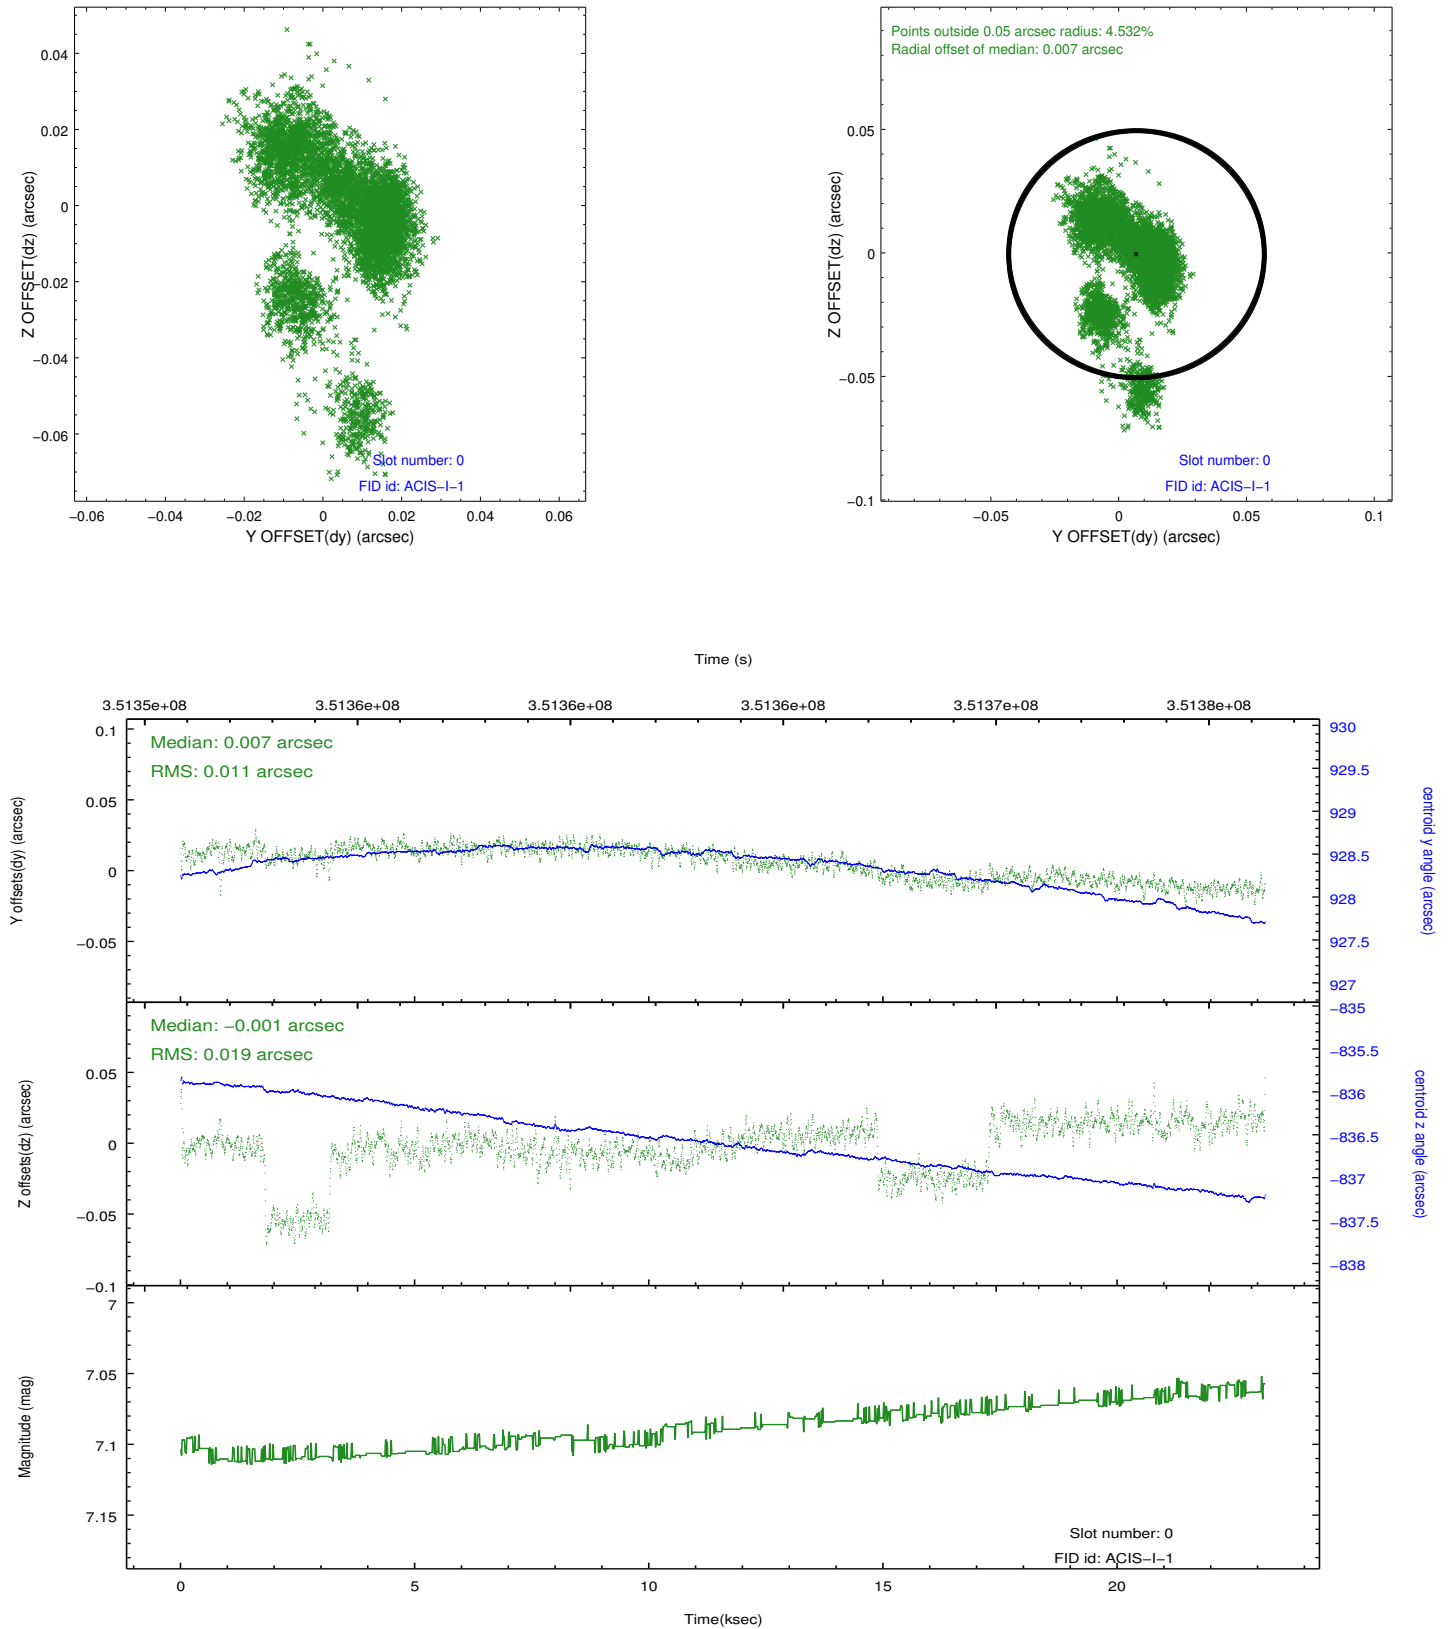 0.04
0.02
0
−0.02
−0.04
−0.06
Z OFFSET(dz) (arcsec)
Slot number: 0
FID id: ACIS−I−1
−0.06
−0.04
−0.02
0
0.02
0.04
0.06
Y OFFSET(dy) (arcsec)
Points outside 0.05 arcsec radius: 4.532%
Radial offset of median: 0.007 arcsec
0.05
0
−0.05
−0.1
Z OFFSET(dz) (arcsec)
Slot number: 0
FID id: ACIS−I−1
−0.05
0
0.05
0.1
Y OFFSET(dy) (arcsec)
Time (s)
3.5135e+08
3.5136e+08
3.5136e+08
3.5136e+08
3.5137e+08
3.5138e+08
Median: 0.007 arcsec
RMS: 0.011 arcsec
0.1
0.05
0
−0.05
Y offsets(dy) (arcsec)
930
929.5
929
928.5
928
927.5
927
centroid y angle (arcsec)
Median: −0.001 arcsec
RMS: 0.019 arcsec
0.05
0
−0.05
−0.1
Z offsets(dz) (arcsec)
−835
−835.5
−836
−836.5
−837
−837.5
−838
centroid z angle (arcsec)
7
7.05
7.1
7.15
Magnitude (mag)
Slot number: 0
FID id: ACIS−I−1
0
5
10
15
20
Time(ksec)